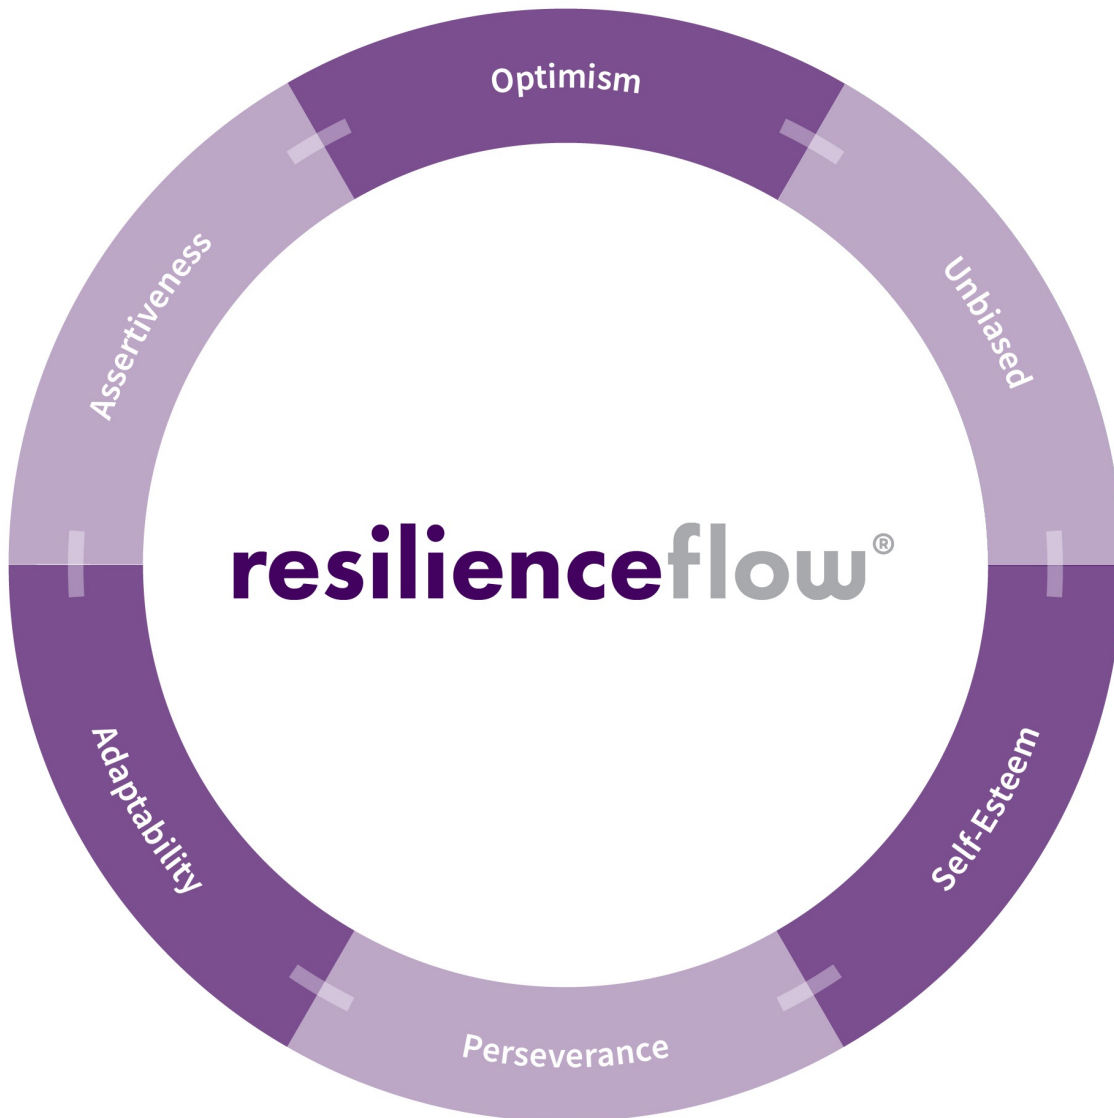 Optimism
Unbiased
Self-Esteem
Perseverance
Adaptability
Assertiveness
resilienceflow®